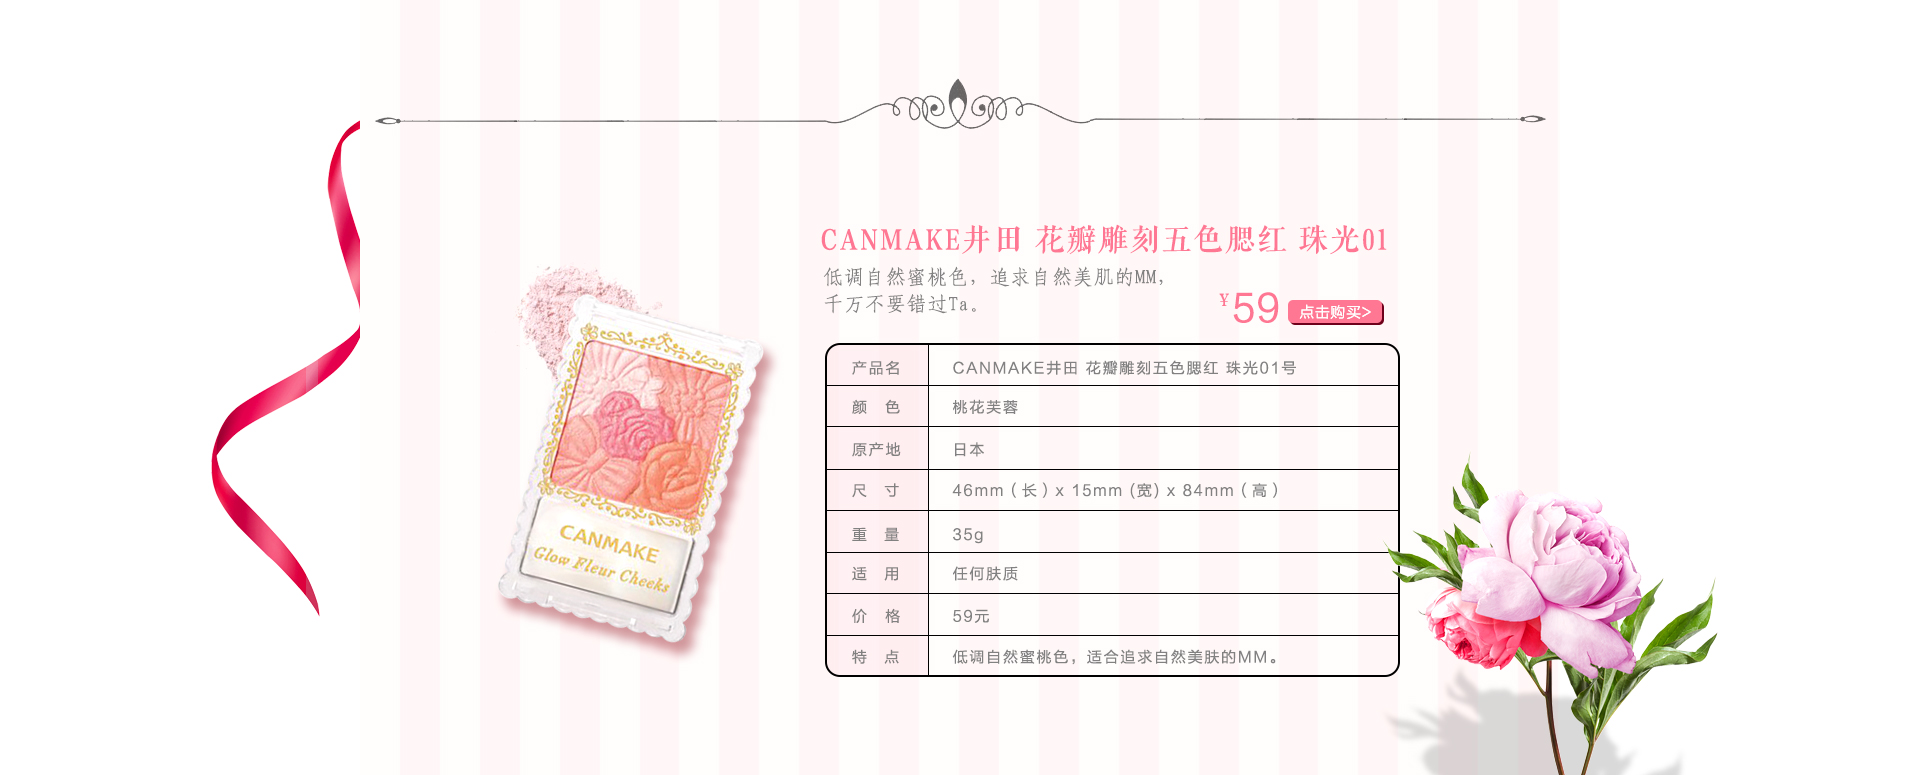 CANMAKE井田 花瓣雕刻五色腮红 珠光01
低调自然蜜桃色，追求自然美肌的MM，
千万不要错过Ta。
¥59 点击购买>
产品名 CANMAKE井田 花瓣雕刻五色腮红 珠光01号
颜 色 桃花芙蓉
原产地 日本
尺 寸 46mm（长）x 15mm (宽) x 84mm（高）
重 量 35g
适 用 任何肤质
价 格 59元
特 点 低调自然蜜桃色，适合追求自然美肤的MM。
CANMAKE
Glow Fleur Cheeks